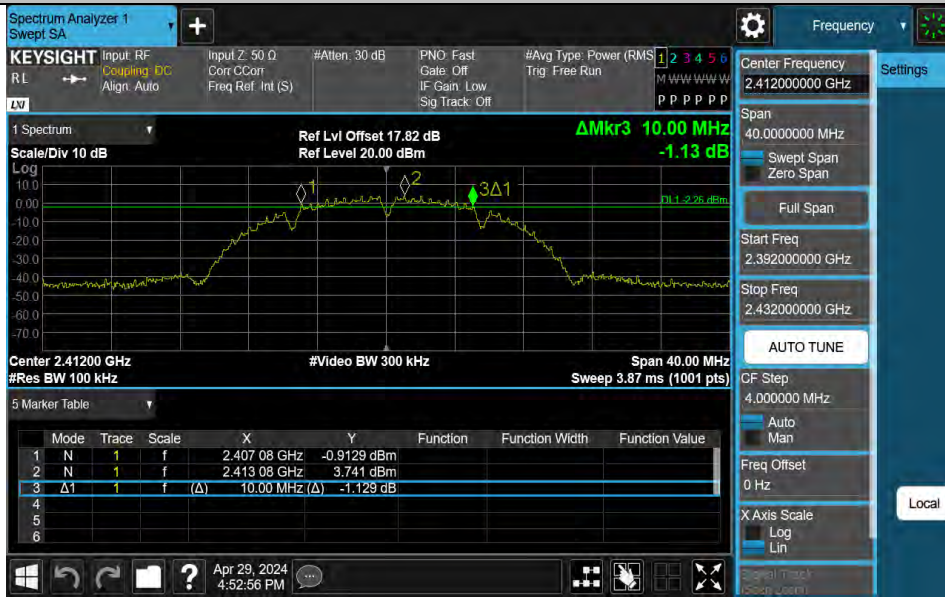 Spectrum Analyzer 1
Swept SA
Frequency
KEYSIGHT
Input: RF
Input Z: 50 Ω
#Atten: 30 dB
PNO: Fast
#Avg Type: Power (RMS
1 2 3 4 5 6
RL
Coupling: DC
Corr CCorr
Gate: Off
Trig: Free Run
M W W W W W
Align: Auto
Freq Ref: Int (S)
IF Gain: Low
LXI
Sig Track: Off
P P P P P P
Center Frequency
2.412000000 GHz
Settings
Span
40.0000000 MHz
Swept Span
Zero Span
Full Span
Start Freq
2.392000000 GHz
Stop Freq
2.432000000 GHz
AUTO TUNE
CF Step
4.000000 MHz
Auto
Man
Freq Offset
0 Hz
X Axis Scale
Log
Lin
Signal Track
(Span Zoom)
Local
1 Spectrum
Ref Lvl Offset 17.82 dB
ΔMkr3 10.00 MHz
Scale/Div 10 dB
Ref Level 20.00 dBm
-1.13 dB
Log
10.0
0.00
-10.0
-20.0
-30.0
-40.0
-50.0
-60.0
-70.0
1
2
3Δ1
DL1 -2.26 dBm
Center 2.41200 GHz
#Video BW 300 kHz
Span 40.00 MHz
#Res BW 100 kHz
Sweep 3.87 ms (1001 pts)
5 Marker Table
Mode Trace Scale X Y Function Function Width Function Value
1 N 1 f 2.407 08 GHz -0.9129 dBm
2 N 1 f 2.413 08 GHz 3.741 dBm
3 Δ1 1 f (Δ) 10.00 MHz (Δ) -1.129 dB
4
5
6
?
Apr 29, 2024
4:52:56 PM